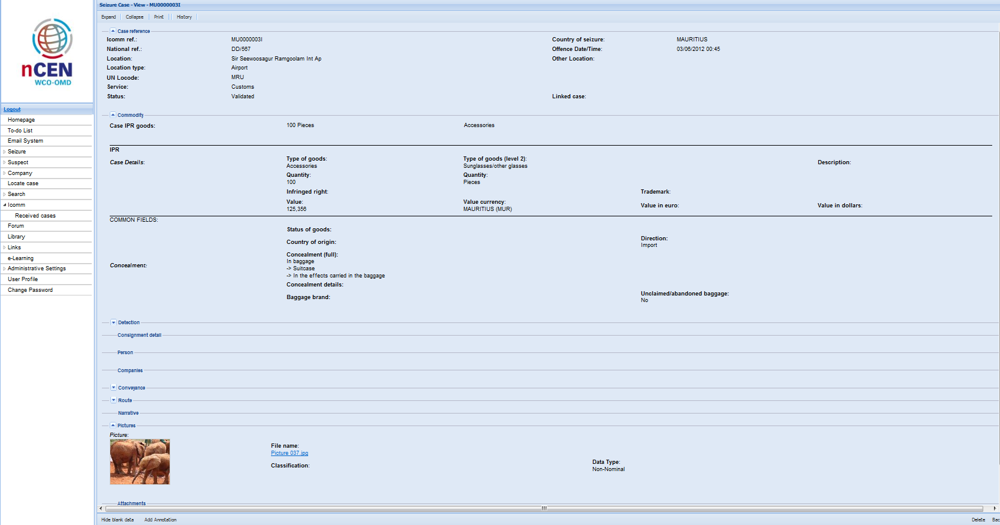 Seizure Case - View - MU0000003I
Expand Collapse Print History
nCEN
WCO-OMD
Logout
Homepage
To-do List
Email System
Seizure
Suspect
Company
Locate case
Search
Icomm
Received cases
Forum
Library
Links
e-Learning
Administrative Settings
User Profile
Change Password
Case reference
Icomm ref.: MU0000003I Country of seizure: MAURITIUS
National ref.: DD/567 Offence Date/Time: 03/06/2012 00:45
Location: Sir Seewoosagur Ramgoolam Int Ap Other Location:
Location type: Airport
UN Locode: MRU
Service: Customs
Status: Validated Linked case:
Commodity
Case IPR goods: 100 Pieces Accessories
IPR
Case Details: Type of goods: Type of goods (level 2): Description:
Accessories Sunglasses/other glasses
Quantity: Quantity:
100 Pieces
Infringed right: Trademark:
Value: Value currency: Value in euro: Value in dollars:
125,356 MAURITIUS (MUR)
COMMON FIELDS:
Status of goods:
Country of origin: Direction:
Import
Concealment: Concealment (full):
In baggage
-> Suitcase
-> In the effects carried in the baggage
Concealment details:
Baggage brand: Unclaimed/abandoned baggage:
No
Detection
Consignment detail
Person
Companies
Conveyance
Route
Narrative
Pictures
Picture:
File name:
Picture 037.jpg
Classification: Data Type:
Non-Nominal
Attachments
Hide blank data Add Annotation Delete Bac